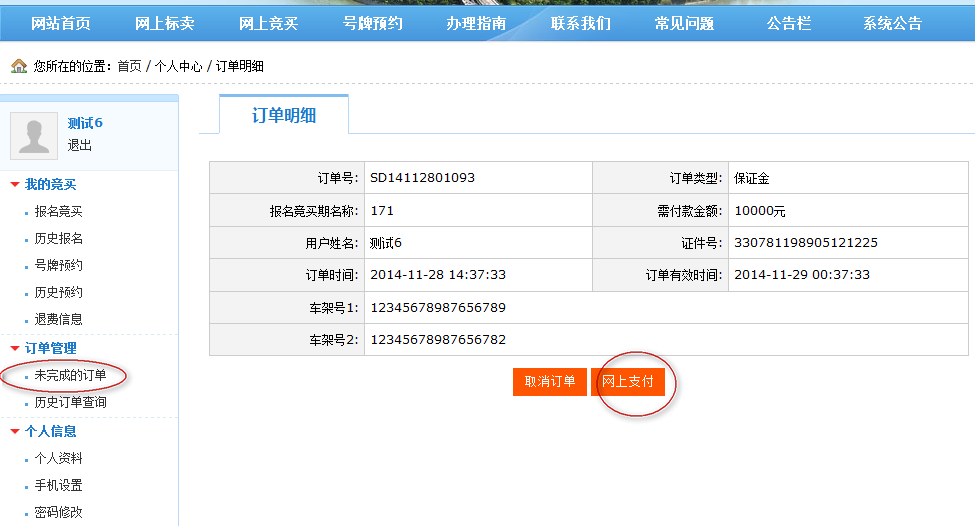 网站首页 网上标卖 网上竞买 号牌预约 办理指南 联系我们 常见问题 公告栏 系统公告
您所在的位置：首页 / 个人中心 / 订单明细
测试6
退出
我的竞买
报名竞买
历史报名
号牌预约
历史预约
退费信息
订单管理
未完成的订单
历史订单查询
个人信息
个人资料
手机设置
密码修改
订单明细
订单号: SD14112801093 订单类型: 保证金
报名竞买期名称: 171 需付款金额: 10000元
用户姓名: 测试6 证件号: 330781198905121225
订单时间: 2014-11-28 14:37:33 订单有效时间: 2014-11-29 00:37:33
车架号1: 12345678987656789
车架号2: 12345678987656782
取消订单 网上支付